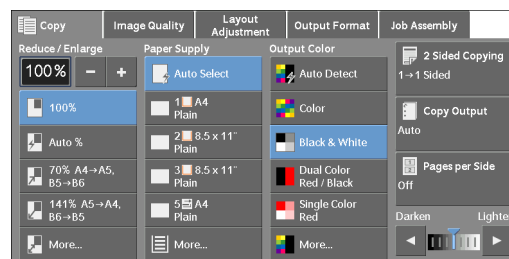 Copy
Image Quality
Layout
Adjustment
Output Format
Job Assembly
Reduce / Enlarge
100%
100%
Auto %
70% A4→A5,
B5→B6
141% A5→A4,
B6→B5
More...
Paper Supply
Auto Select
1 A4
Plain
2 8.5 x 11"
Plain
3 8.5 x 11"
Plain
5 A4
Plain
More...
Output Color
Auto Detect
Color
Black & White
Dual Color
Red / Black
Single Color
Red
More...
2 Sided Copying
1→1 Sided
Copy Output
Auto
Pages per Side
Off
Darken
Lighte